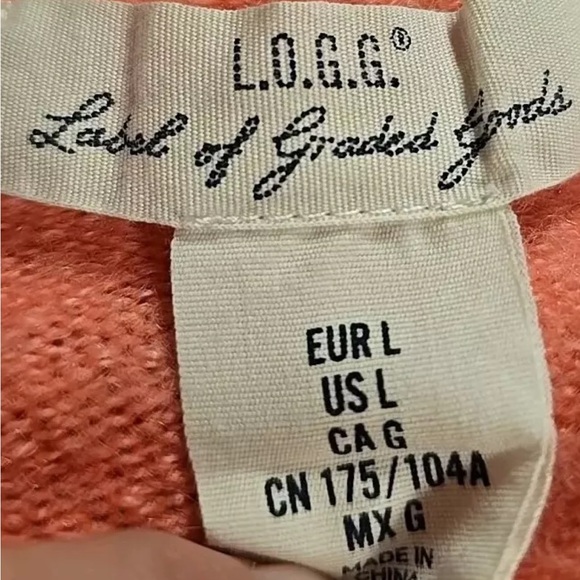 L.O.G.G.®
Label of Graded Goods
EUR L
US L
CA G
CN 175/104A
MX G
MADE IN
CHINA